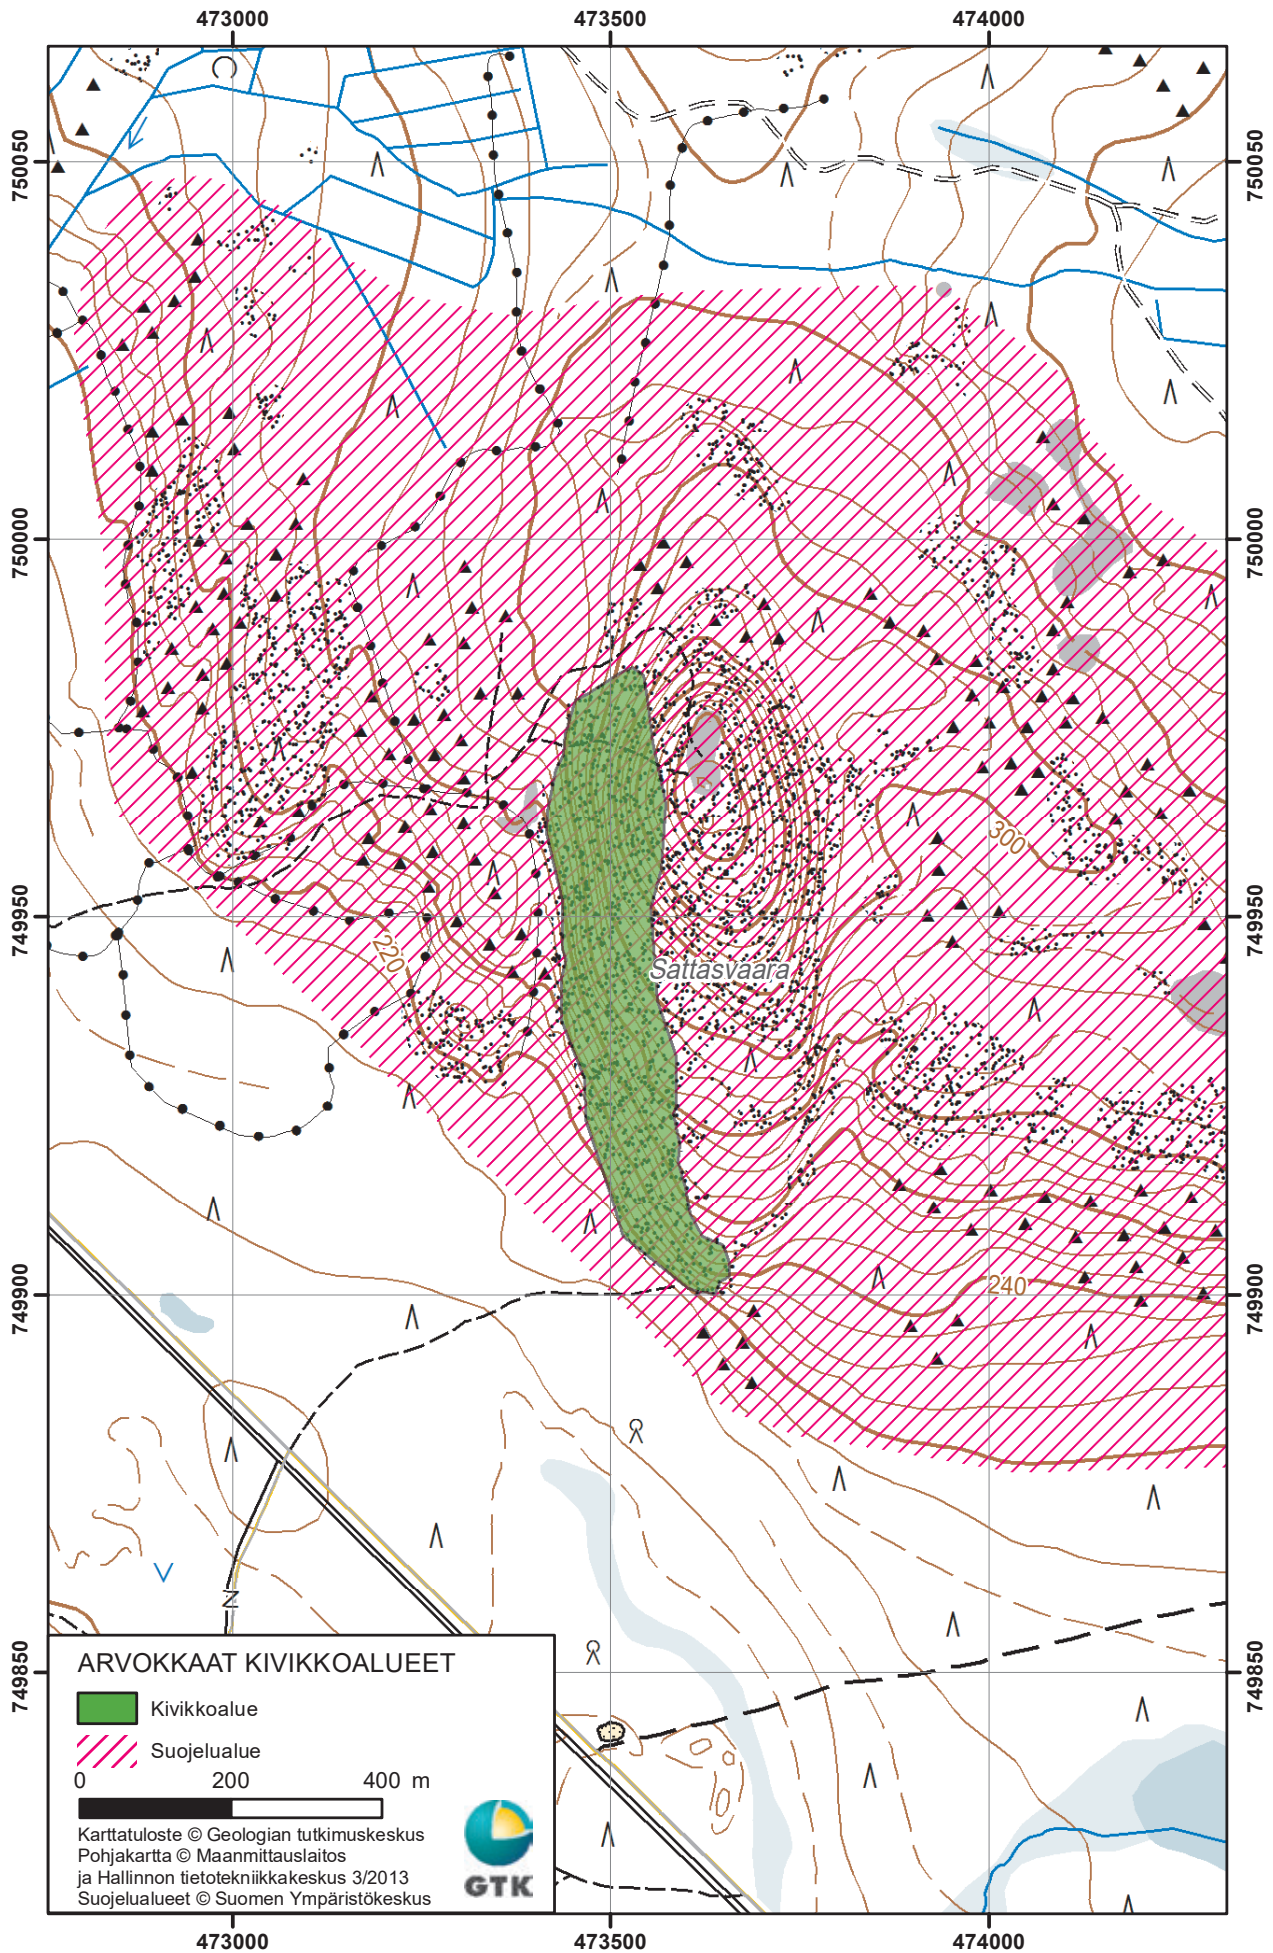 473000 473500 474000
750050 750050
750000 750000
300
749950 749950
220
Sattasvaara
749900 240 749900
749850 749850
ARVOKKAAT KIVIKKOALUEET
Kivikkoalue
Suojelualue
0 200 400 m
Karttatuloste © Geologian tutkimuskeskus
Pohjakartta © Maanmittauslaitos
ja Hallinnon tietotekniikkakeskus 3/2013
Suojelualueet © Suomen Ympäristökeskus
GTK
473000 473500 474000